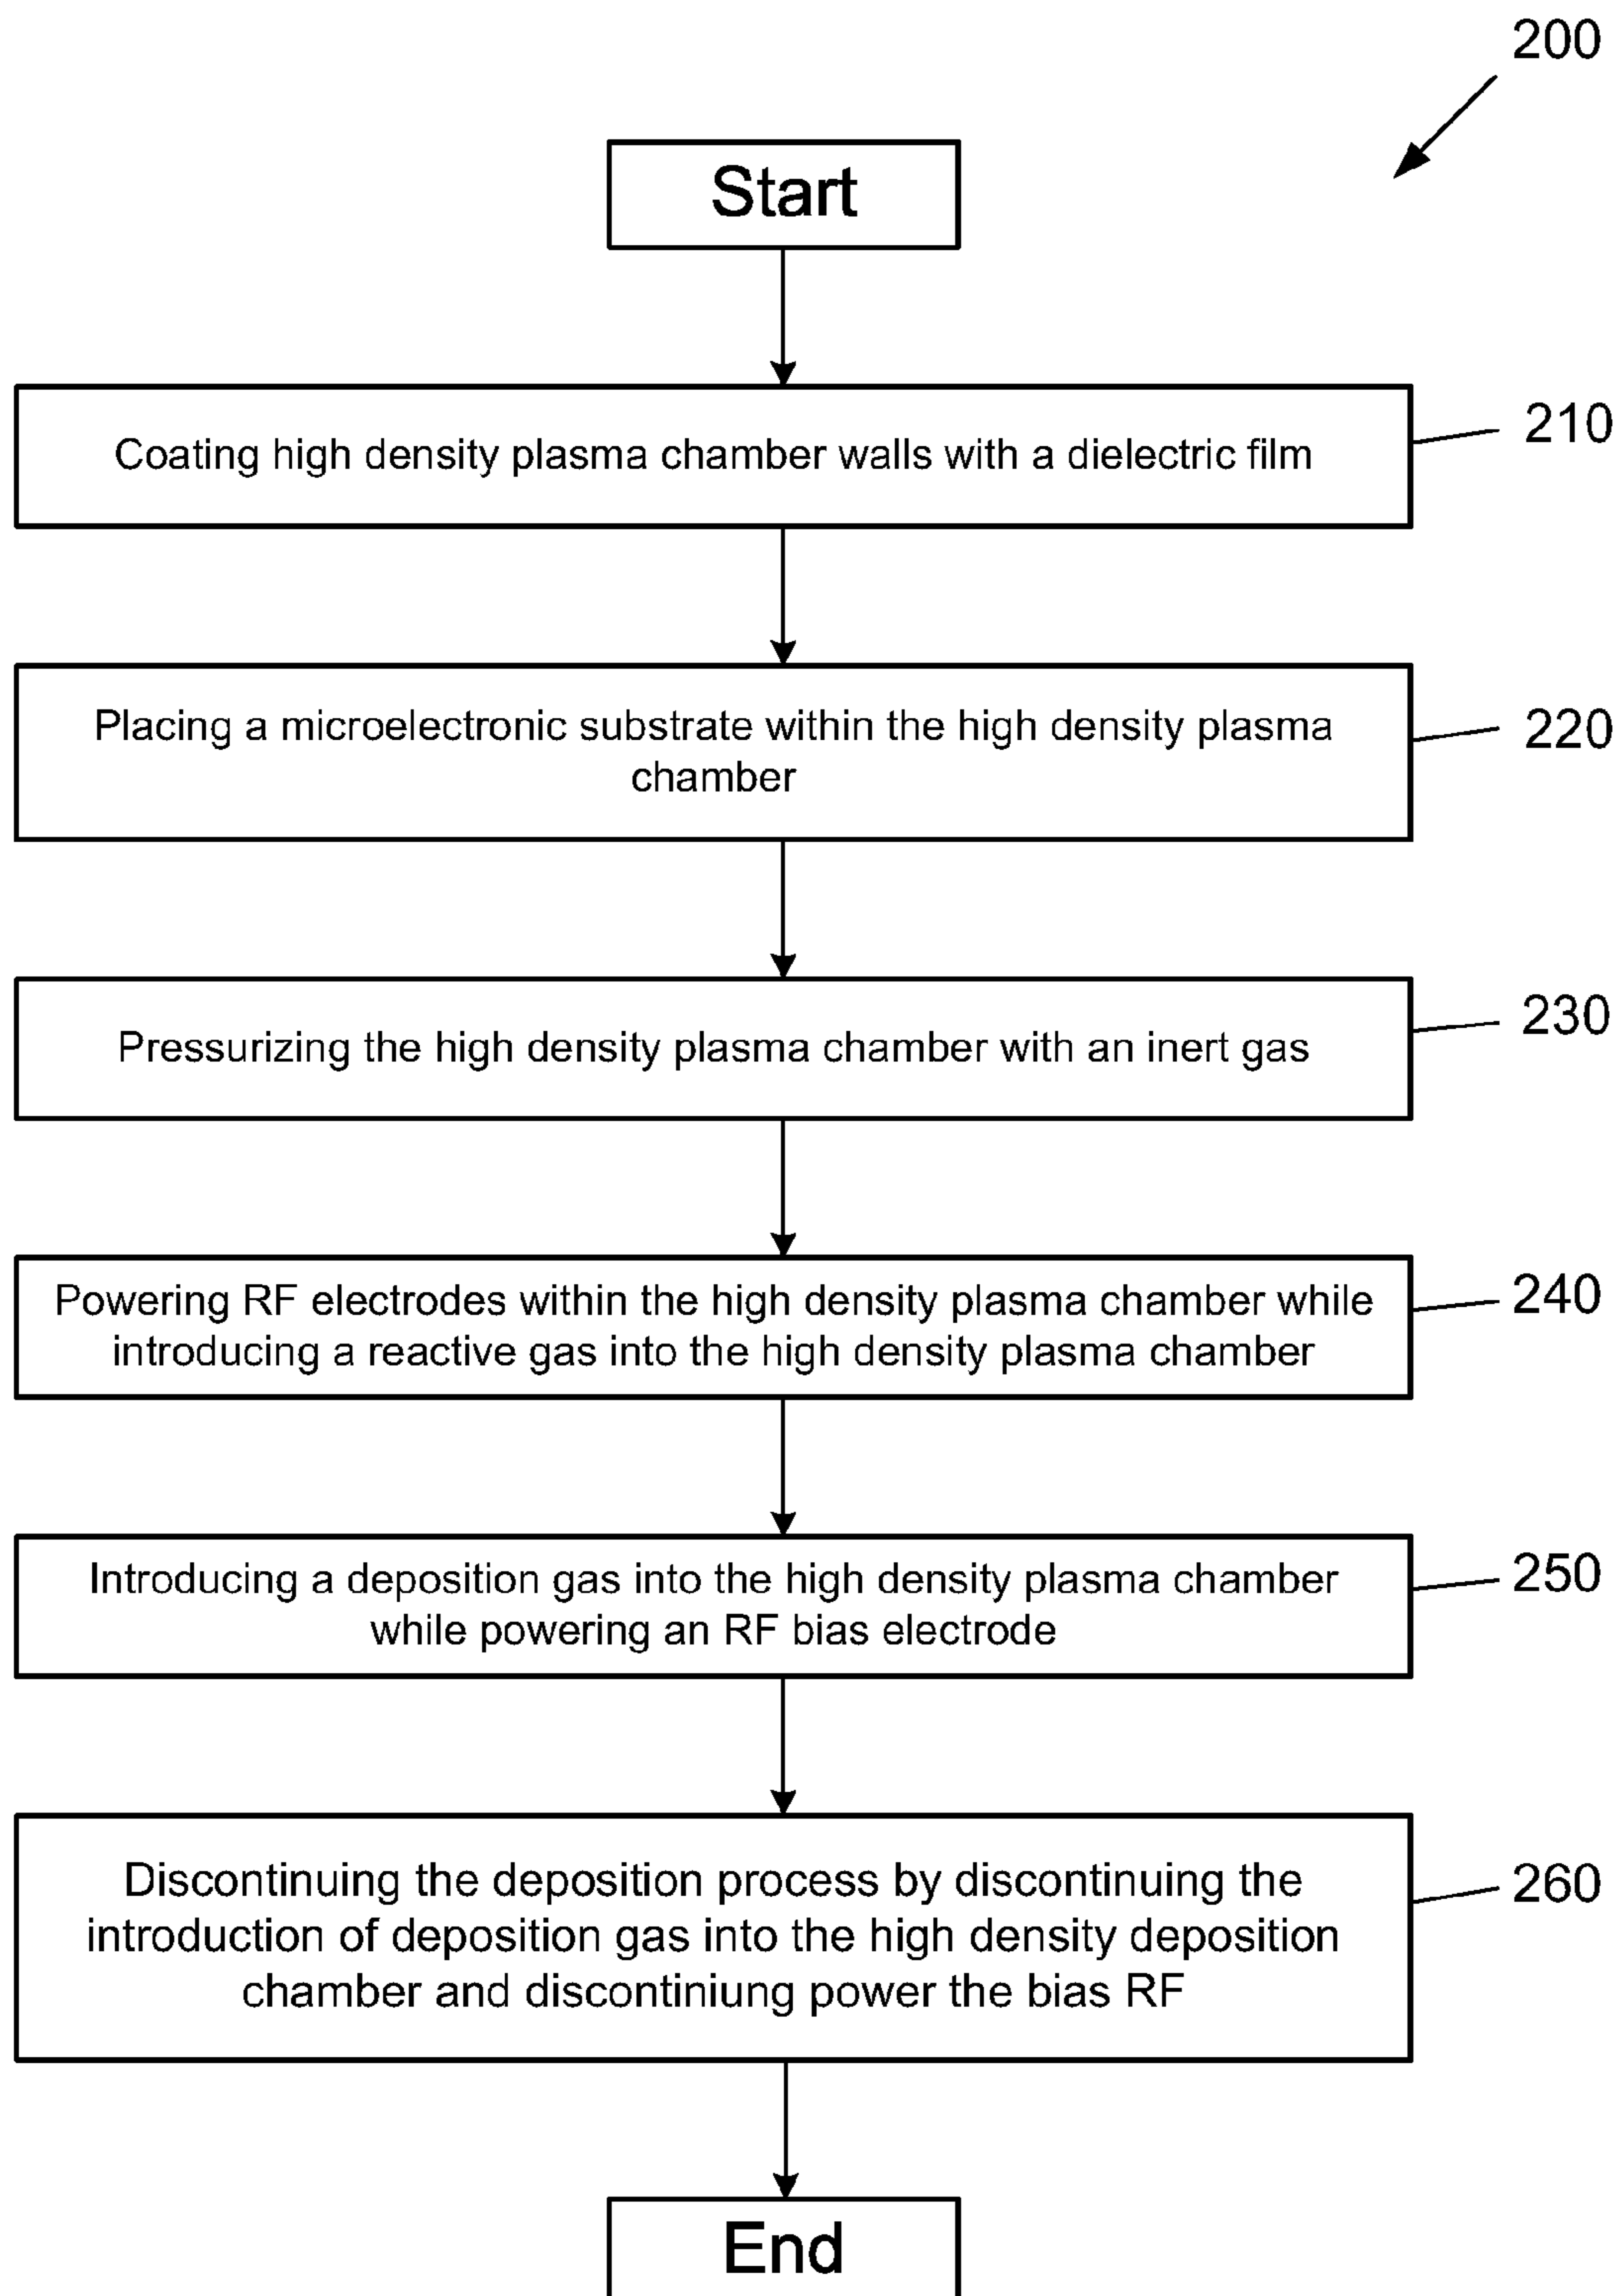 200
Start
Coating high density plasma chamber walls with a dielectric film
210
Placing a microelectronic substrate within the high density plasma
chamber
220
Pressurizing the high density plasma chamber with an inert gas
230
Powering RF electrodes within the high density plasma chamber while
introducing a reactive gas into the high density plasma chamber
240
Introducing a deposition gas into the high density plasma chamber
while powering an RF bias electrode
250
Discontinuing the deposition process by discontinuing the
introduction of deposition gas into the high density deposition
chamber and discontiniung power the bias RF
260
End